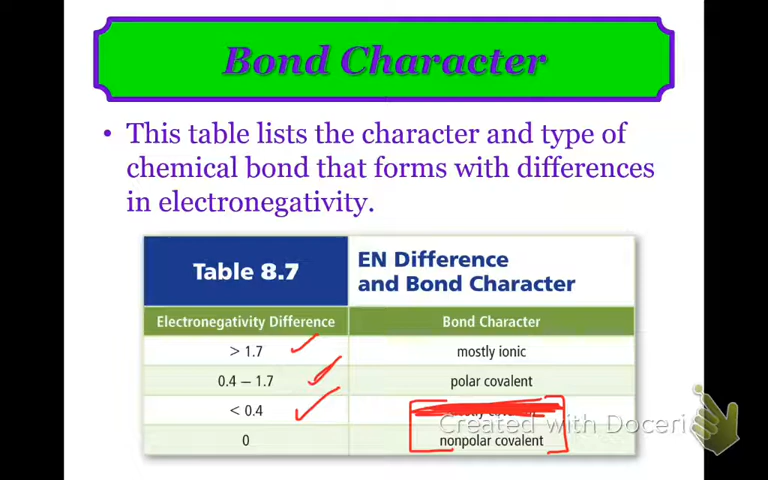 Bond Character
• This table lists the character and type of
chemical bond that forms with differences
in electronegativity.
Table 8.7
EN Difference
and Bond Character
Electronegativity Difference Bond Character
> 1.7 mostly ionic
0.4 – 1.7 polar covalent
< 0.4
Created with Doceri
0 nonpolar covalent